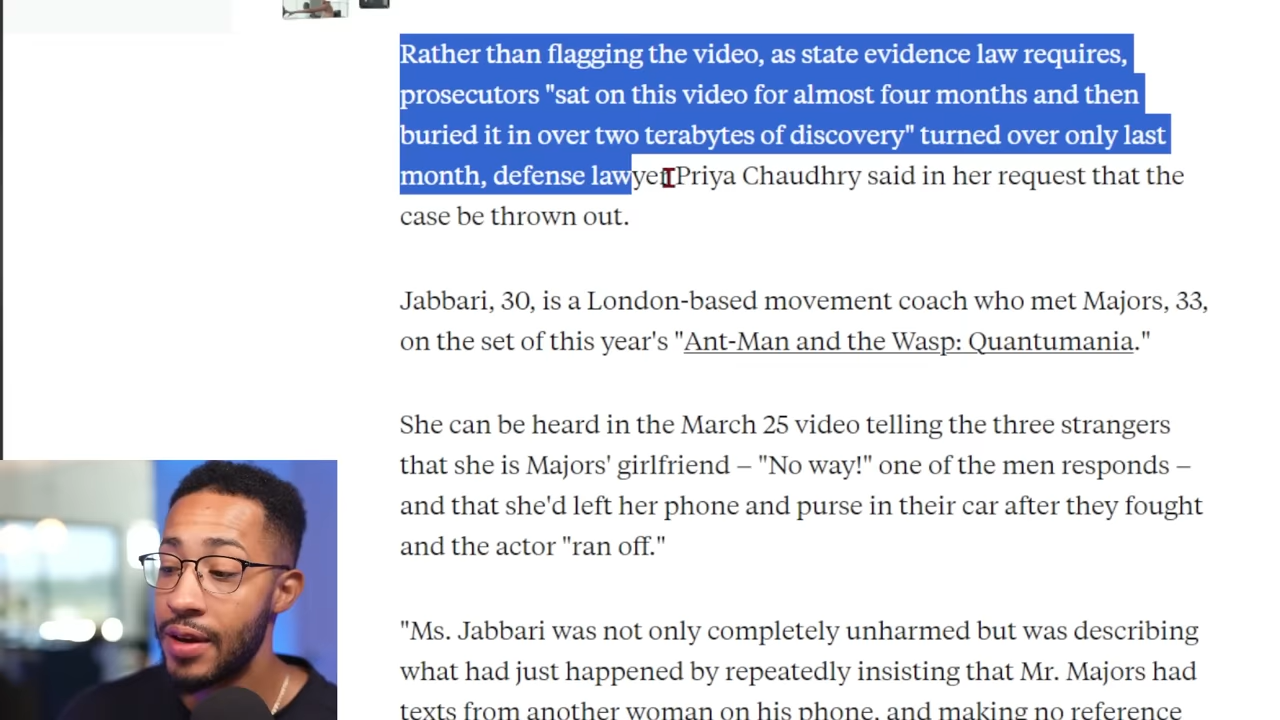 Rather than flagging the video, as state evidence law requires,
prosecutors "sat on this video for almost four months and then
buried it in over two terabytes of discovery" turned over only last
month, defense lawyer Priya Chaudhry said in her request that the
case be thrown out.
Jabbari, 30, is a London-based movement coach who met Majors, 33,
on the set of this year's "Ant-Man and the Wasp: Quantumania."
She can be heard in the March 25 video telling the three strangers
that she is Majors' girlfriend – "No way!" one of the men responds –
and that she'd left her phone and purse in their car after they fought
and the actor "ran off."
"Ms. Jabbari was not only completely unharmed but was describing
what had just happened by repeatedly insisting that Mr. Majors had
texts from another woman on his phone, and making no reference